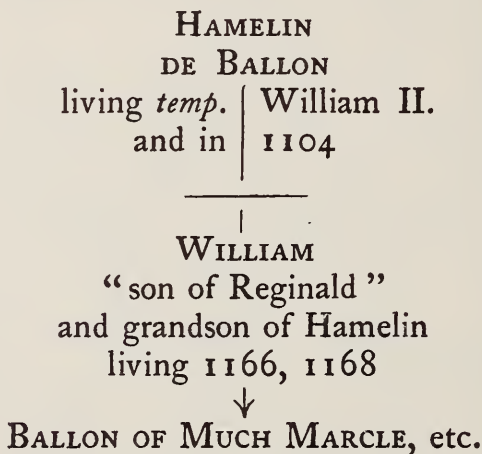 HAMELIN
DE BALLON
living temp. William II.
and in 1104
WILLIAM
“son of Reginald”
and grandson of Hamelin
living 1166, 1168
BALLON OF MUCH MARCLE, etc.